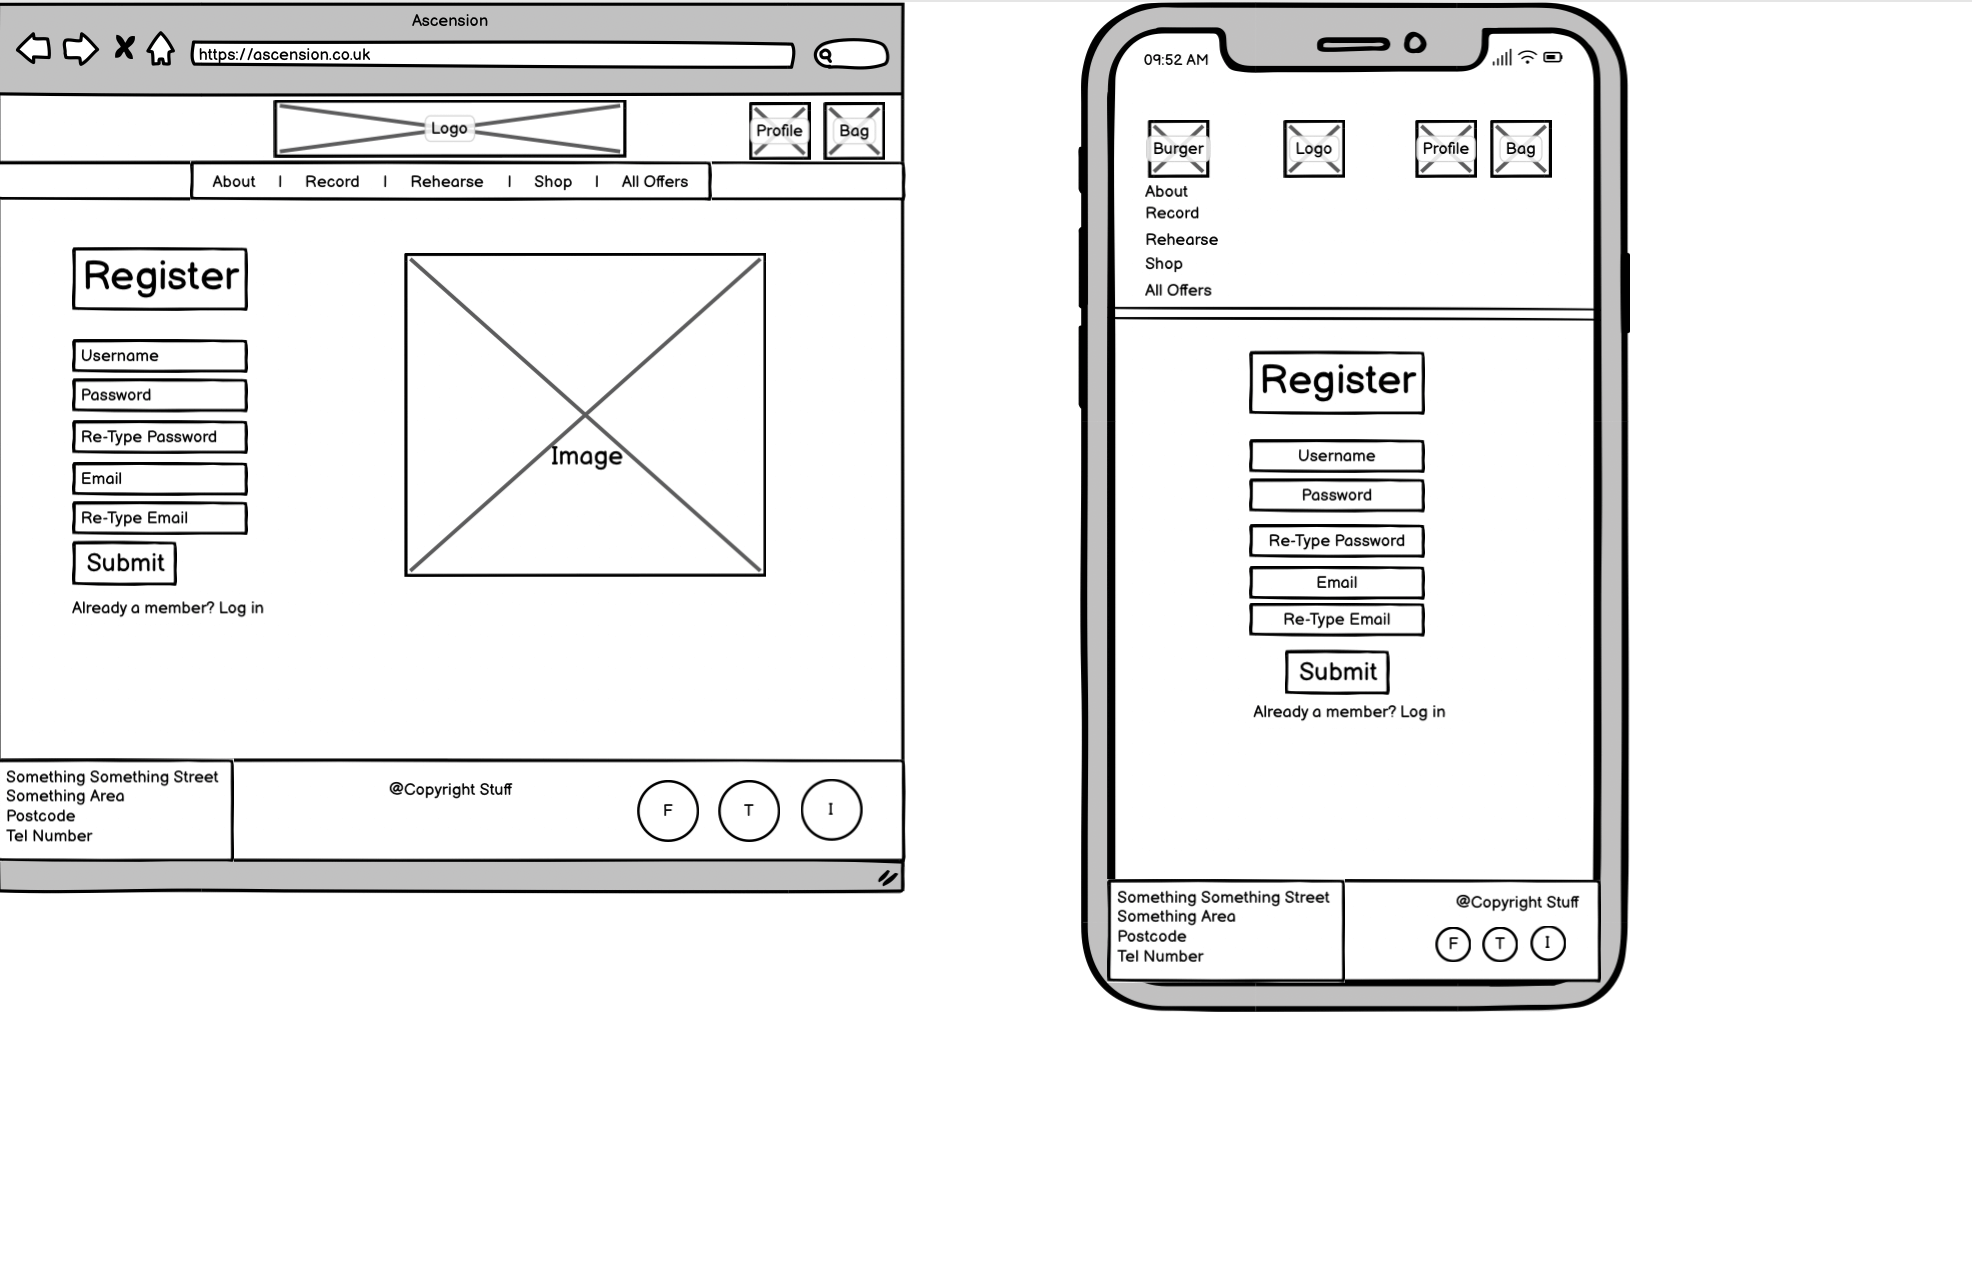 Ascension
https://ascension.co.uk
Logo
Profile
Bag
About | Record | Rehearse | Shop | All Offers
Register
Username
Password
Re-Type Password
Email
Re-Type Email
Submit
Already a member? Log in
Image
Something Something Street
Something Area
Postcode
Tel Number
@Copyright Stuff
F
T
I
09:52 AM
Burger
Logo
Profile
Bag
About
Record
Rehearse
Shop
All Offers
Register
Username
Password
Re-Type Password
Email
Re-Type Email
Submit
Already a member? Log in
Something Something Street
Something Area
Postcode
Tel Number
@Copyright Stuff
F
T
I